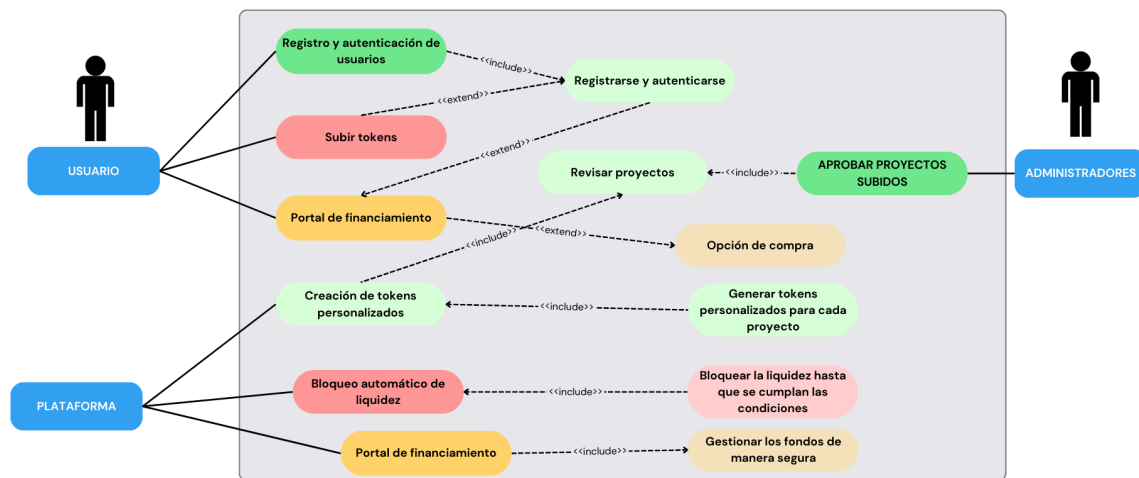 Registro y autenticación de
usuarios
<<include>>
Registrarse y autenticarse
<<extend>>
Subir tokens
USUARIO
<<extend>>
Revisar proyectos
<<include>>
APROBAR PROYECTOS
SUBIDOS
ADMINISTRADORES
Portal de financiamiento
<<include>>
<<extend>>
Opción de compra
Creación de tokens
personalizados
<<include>>
Generar tokens
personalizados para cada
proyecto
PLATAFORMA
Bloqueo automático de
liquidez
<<include>>
Bloquear la liquidez hasta
que se cumplan las
condiciones
Portal de financiamiento
<<include>>
Gestionar los fondos de
manera segura